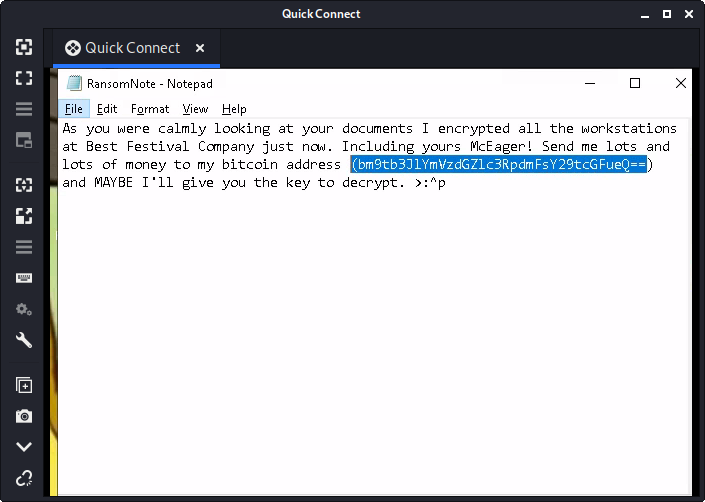 Quick Connect
Quick Connect
RansomNote - Notepad
File Edit Format View Help
As you were calmly looking at your documents I encrypted all the workstations
at Best Festival Company just now. Including yours McEager! Send me lots and
lots of money to my bitcoin address (bm9tb3JlYmVzdGZlc3RpdmFsY29tcGFueQ==)
and MAYBE I'll give you the key to decrypt. >:^p